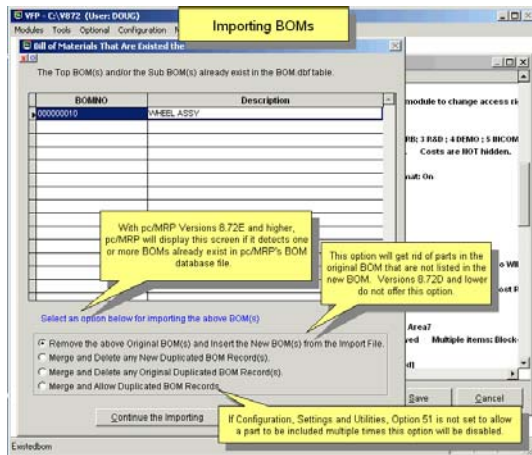 VFP - C:\V872 (User: DOUG)
Importing BOMs
Modules Tools Optional Configuration
Bill of Materials That Are Existed the
The Top BOM(s) and/or the Sub BOM(s) already exist in the BOM.dbf table.
BOMNO Description
000000010 WHEEL ASSY
module to change access
RB; 3 R&D ; 4 DEMO ; 5 INCOM
Costs are NOT hidden.
mat: On
With pc/MRP Versions 8.72E and higher,
pc/MRP will display this screen if it detects one
or more BOMs already exist in pc/MRP's BOM
database file.
This option will get rid of parts in the
original BOM that are not listed in the
new BOM. Versions 8.72D and lower
do not offer this option.
Select an option below for importing the above BOM(s)
Area7
Remove the above Original BOM(s) and Insert the New BOM(s) from the Import File.
Multiple items: Block
Merge and Delete any New Duplicated BOM Record(s).
Merge and Delete any Original Duplicated BOM Record(s).
Merge and Allow Duplicated BOM Records
Save Cancel
Continue the Importing
If Configuration, Settings and Utilities, Option 51 is not set to allow
a part to be included multiple times this option will be disabled.
Existedbom